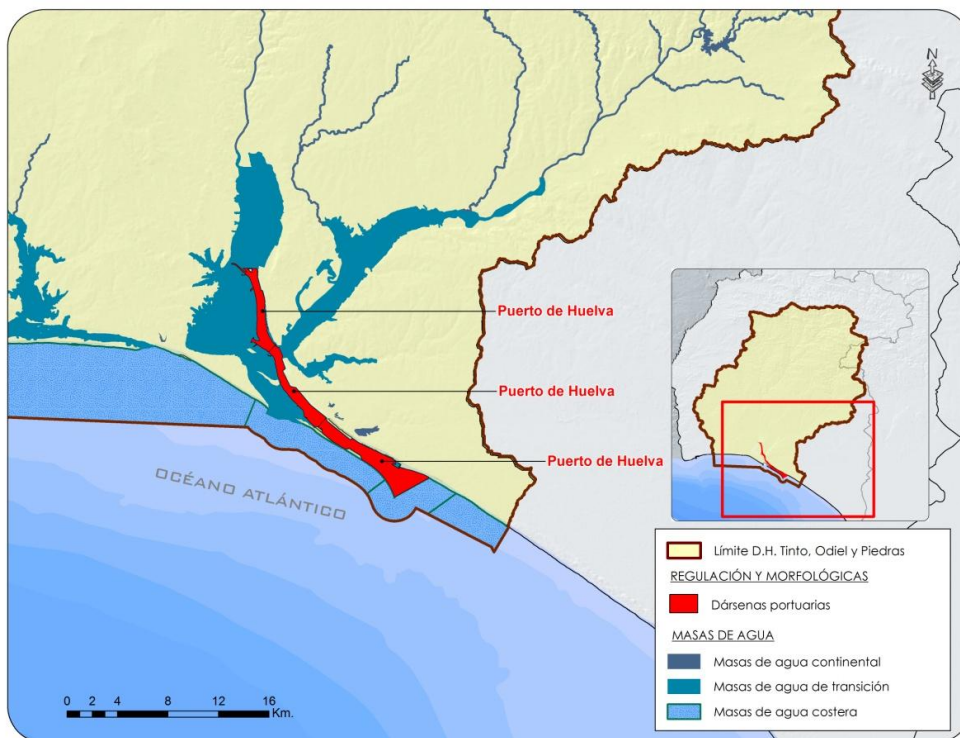 N
Puerto de Huelva
Puerto de Huelva
Puerto de Huelva
OCÉANO ATLÁNTICO
Límite D.H. Tinto, Odiel y Piedras
REGULACIÓN Y MORFOLÓGICAS
Dársenas portuarias
MASAS DE AGUA
Masas de agua continental
Masas de agua de transición
Masas de agua costera
0 2 4 8 12 16
Km.